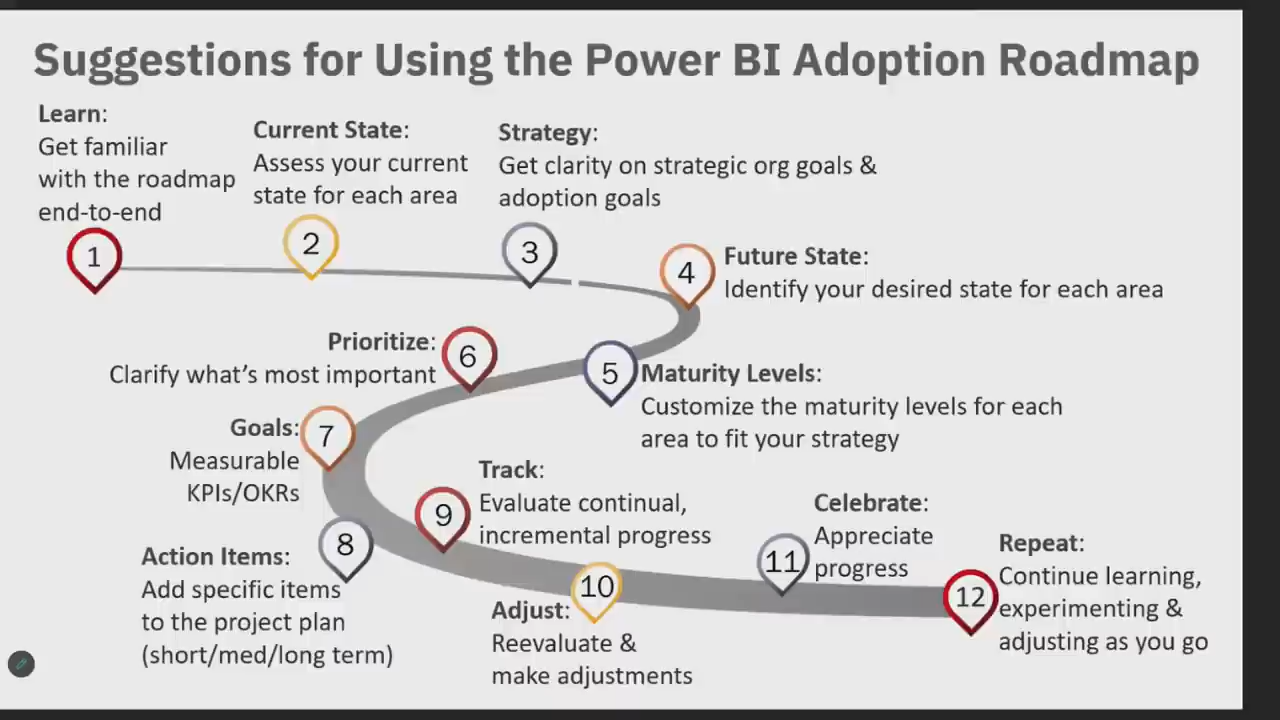 Suggestions for Using the Power BI Adoption Roadmap
Learn:
Get familiar
with the roadmap
end-to-end
1
Current State:
Assess your current
state for each area
2
Strategy:
Get clarity on strategic org goals &
adoption goals
3
4
Future State:
Identify your desired state for each area
5
Maturity Levels:
Customize the maturity levels for each
area to fit your strategy
Prioritize:
Clarify what’s most important
6
Goals:
Measurable
KPIs/OKRs
7
8
Action Items:
Add specific items
to the project plan
(short/med/long term)
9
Track:
Evaluate continual,
incremental progress
10
Adjust:
Reevaluate &
make adjustments
11
Celebrate:
Appreciate
progress
12
Repeat:
Continue learning,
experimenting &
adjusting as you go